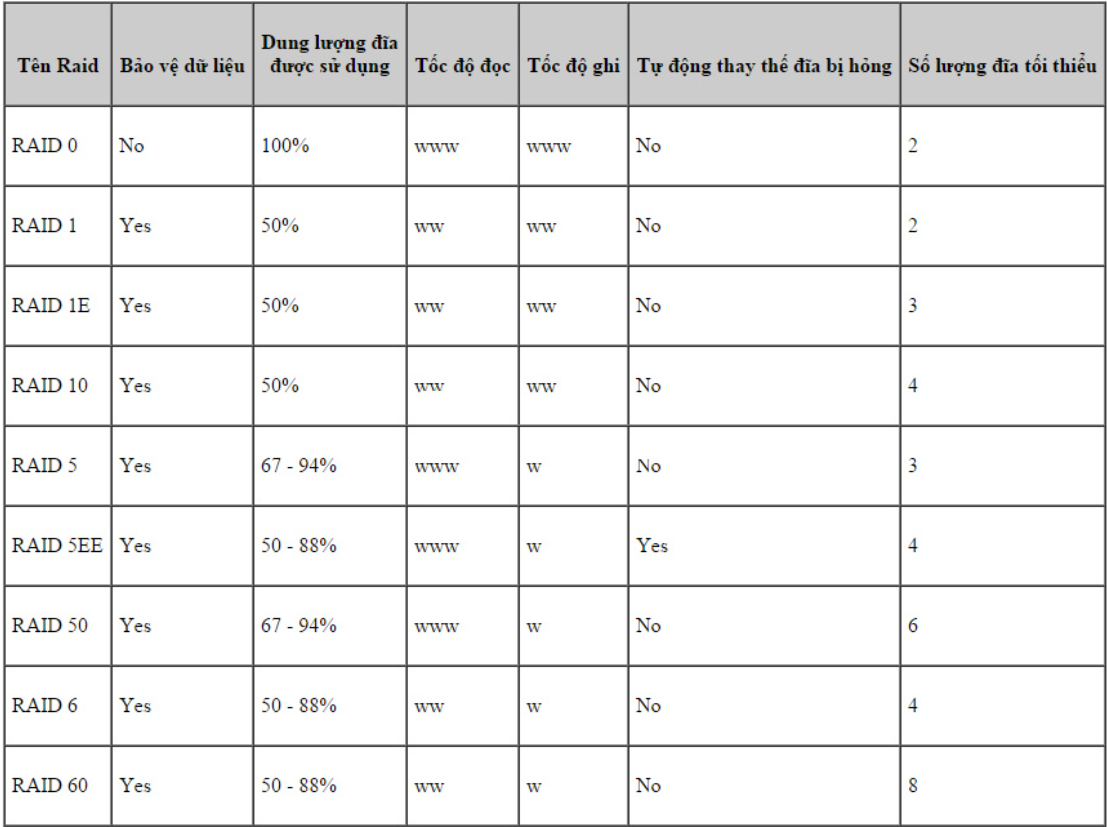 Tên Raid Bảo vệ dữ liệu Dung lượng đĩa được sử dụng Tốc độ đọc Tốc độ ghi Tự động thay thế đĩa bị hỏng Số lượng đĩa tối thiểu
RAID 0 No 100% www www No 2
RAID 1 Yes 50% ww ww No 2
RAID 1E Yes 50% ww ww No 3
RAID 10 Yes 50% ww ww No 4
RAID 5 Yes 67 - 94% www w No 3
RAID 5EE Yes 50 - 88% www w Yes 4
RAID 50 Yes 67 - 94% www w No 6
RAID 6 Yes 50 - 88% ww w No 4
RAID 60 Yes 50 - 88% ww w No 8